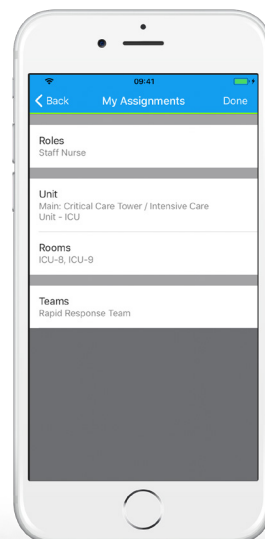 09:41
Back My Assignments Done
Roles
Staff Nurse
Unit
Main: Critical Care Tower / Intensive Care
Unit - ICU
Rooms
ICU-8, ICU-9
Teams
Rapid Response Team